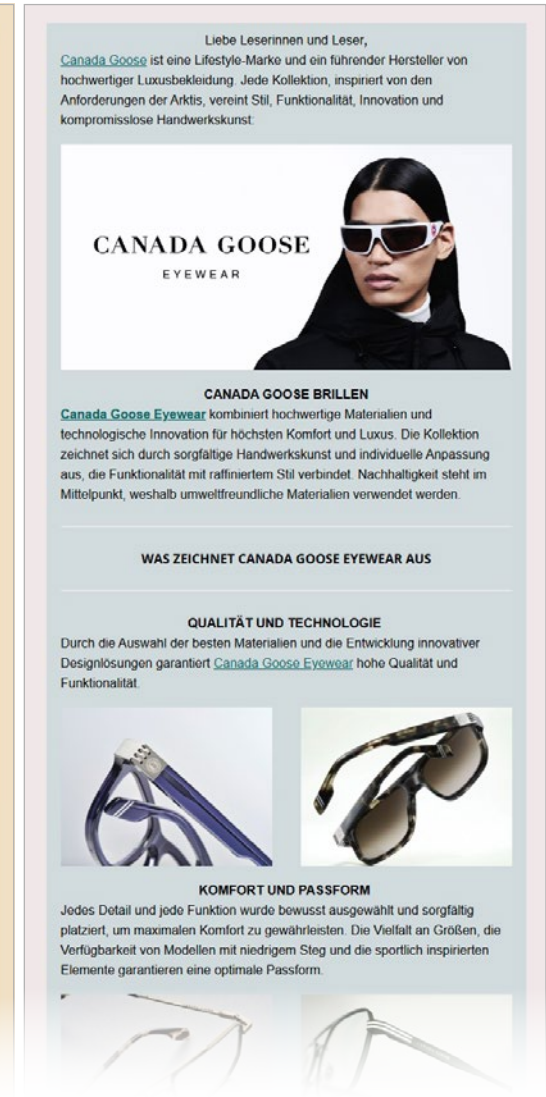 Liebe Leserinnen und Leser,
Canada Goose ist eine Lifestyle-Marke und ein führender Hersteller von
hochwertiger Luxusbekleidung. Jede Kollektion, inspiriert von den
Anforderungen der Arktis, vereint Stil, Funktionalität, Innovation und
kompromisslose Handwerkskunst:
CANADA GOOSE
EYEWEAR
CANADA GOOSE BRILLEN
Canada Goose Eyewear kombiniert hochwertige Materialien und
technologische Innovation für höchsten Komfort und Luxus. Die Kollektion
zeichnet sich durch sorgfältige Handwerkskunst und individuelle Anpassung
aus, die Funktionalität mit raffiniertem Stil verbindet. Nachhaltigkeit steht im
Mittelpunkt, weshalb umweltfreundliche Materialien verwendet werden.
WAS ZEICHNET CANADA GOOSE EYEWEAR AUS
QUALITÄT UND TECHNOLOGIE
Durch die Auswahl der besten Materialien und die Entwicklung innovativer
Designlösungen garantiert Canada Goose Eyewear hohe Qualität und
Funktionalität.
KOMFORT UND PASSFORM
Jedes Detail und jede Funktion wurde bewusst ausgewählt und sorgfältig
platziert, um maximalen Komfort zu gewährleisten. Die Vielfalt an Größen, die
Verfügbarkeit von Modellen mit niedrigem Steg und die sportlich inspirierten
Elemente garantieren eine optimale Passform.